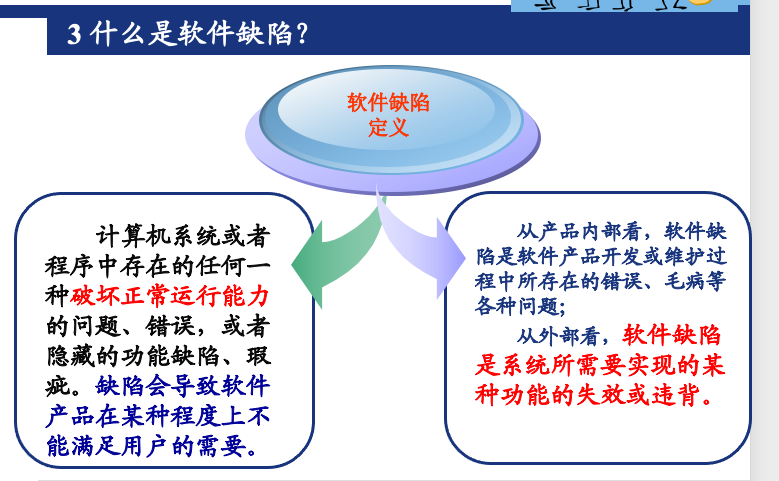 3 什么是软件缺陷？
软件缺陷
定义
计算机系统或者
程序中存在的任何一
种破坏正常运行能力
的问题、错误，或者
隐藏的功能缺陷、瑕
疵。缺陷会导致软件
产品在某种程度上不
能满足用户的需要。
从产品内部看，软件缺
陷是软件产品开发或维护过
程中所存在的错误、毛病等
各种问题;
从外部看，软件缺陷
是系统所需要实现的某
种功能的失效或违背。